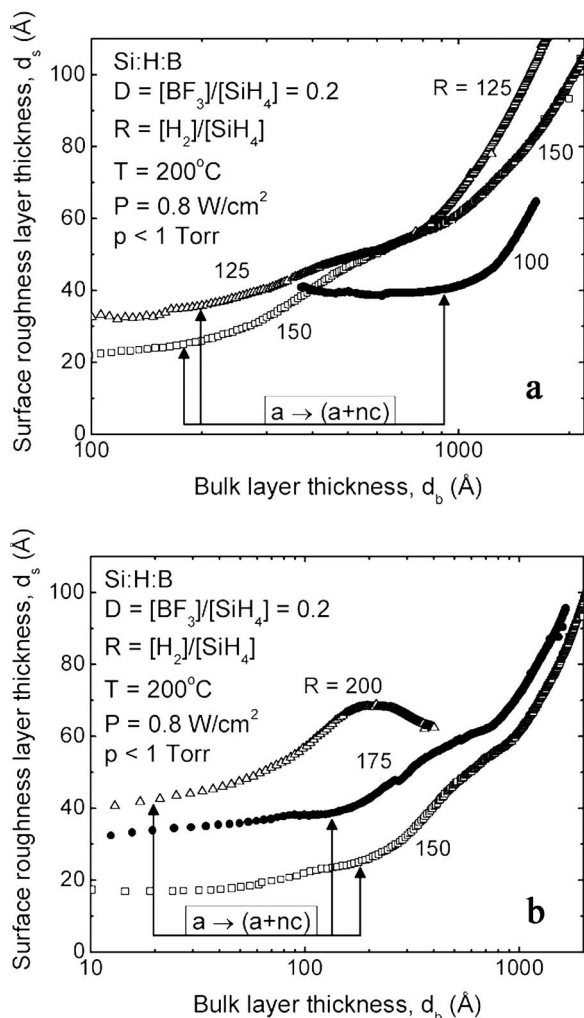 Surface roughness layer thickness, dₛ (Å)
100
80
60
40
20
0
Si:H:B
D = [BF₃]/[SiH₄] = 0.2
R = [H₂]/[SiH₄]
T = 200°C
P = 0.8 W/cm²
p < 1 Torr
R = 125
150
125
150
100
a → (a+nc)
a
100
1000
Bulk layer thickness, d_b (Å)
Surface roughness layer thickness, dₛ (Å)
100
80
60
40
20
0
Si:H:B
D = [BF₃]/[SiH₄] = 0.2
R = [H₂]/[SiH₄]
T = 200°C
P = 0.8 W/cm²
p < 1 Torr
R = 200
175
150
a → (a+nc)
b
10
100
1000
Bulk layer thickness, d_b (Å)